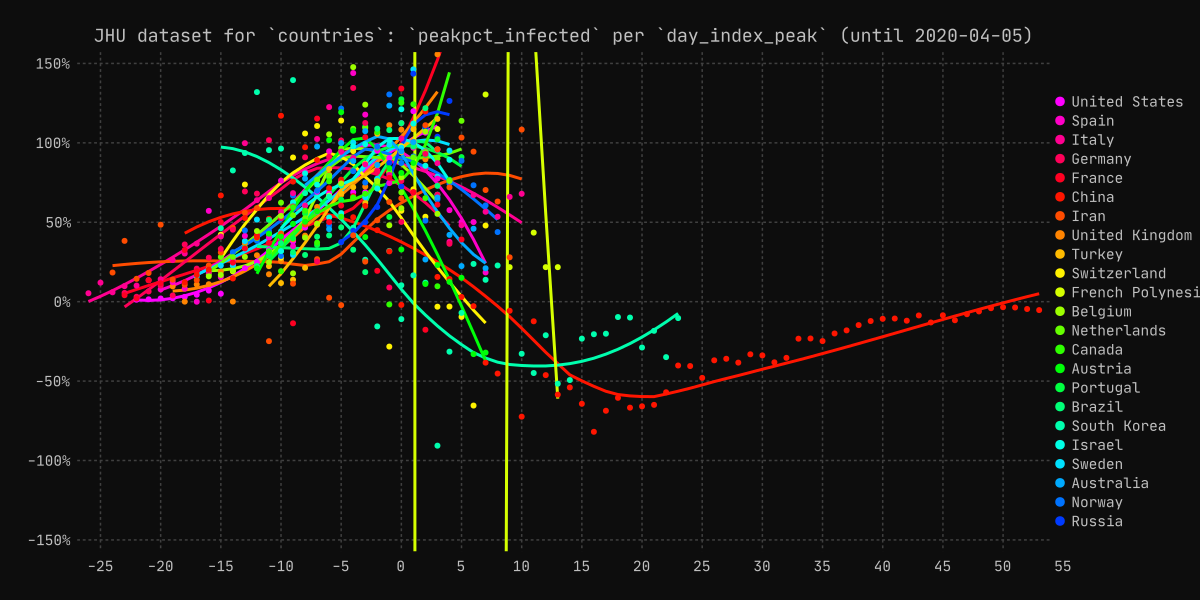 JHU dataset for `countries`: `peakpct_infected` per `day_index_peak` (until 2020-04-05)
150%
100%
50%
0%
−50%
−100%
−150%
−25 −20 −15 −10 −5 0 5 10 15 20 25 30 35 40 45 50 55
United States
Spain
Italy
Germany
France
China
Iran
United Kingdom
Turkey
Switzerland
French Polynesi
Belgium
Netherlands
Canada
Austria
Portugal
Brazil
South Korea
Israel
Sweden
Australia
Norway
Russia